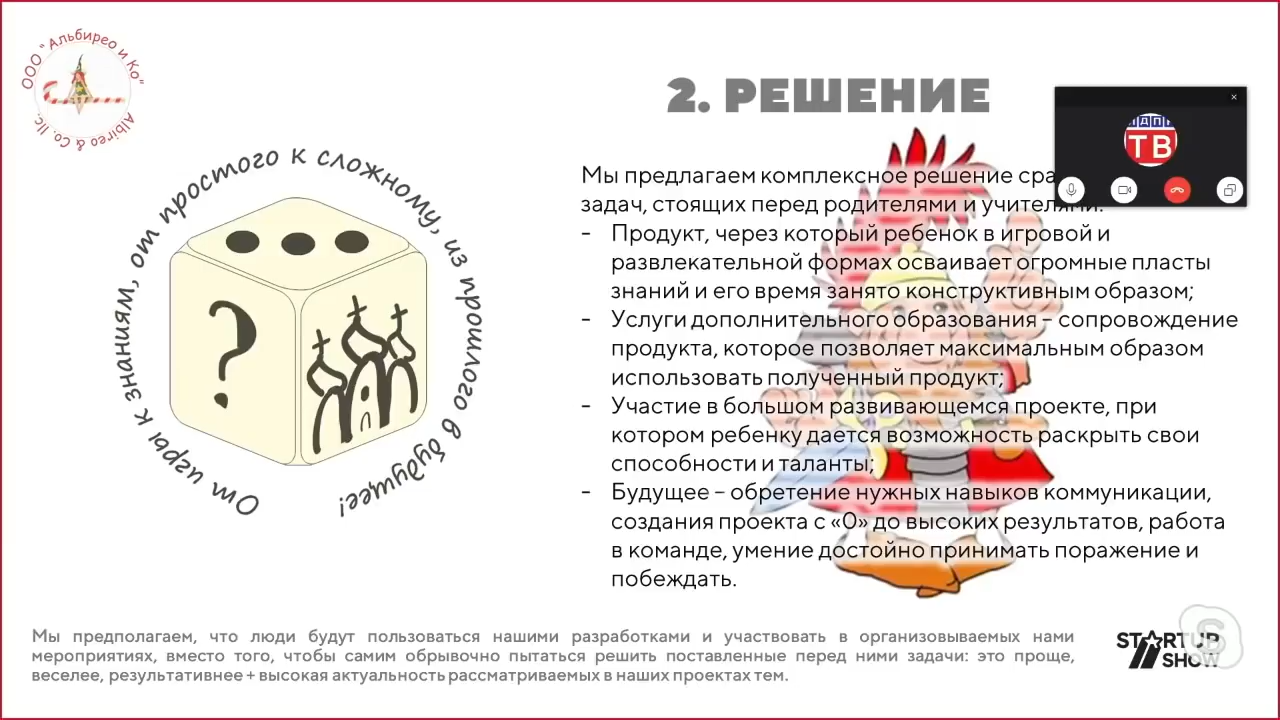 ООО "Альбирео и Ко"
Albireo & Co. llc.
От игры к знаниям, от простого к сложному, из прошлого в будущее!
?
2. РЕШЕНИЕ
Мы предлагаем комплексное решение
задач, стоящих перед родителями и учителями:
- Продукт, через который ребенок в игровой и
развлекательной формах осваивает огромные пласты
знаний и его время занято конструктивным образом;
- Услуги дополнительного образования – сопровождение
продукта, которое позволяет максимальным образом
использовать полученный продукт;
- Участие в большом развивающемся проекте, при
котором ребенку дается возможность раскрыть свои
способности и таланты;
- Будущее – обретение нужных навыков коммуникации,
создания проекта с «0» до высоких результатов, работа
в команде, умение достойно принимать поражение и
побеждать.
ТВ
Мы предполагаем, что люди будут пользоваться нашими разработками и участвовать в организовываемых нами
мероприятиях, вместо того, чтобы самим обрывочно пытаться решить поставленные перед ними задачи: это проще,
веселее, результативнее + высокая актуальность рассматриваемых в наших проектах тем.
STARTUP
SHOW
S